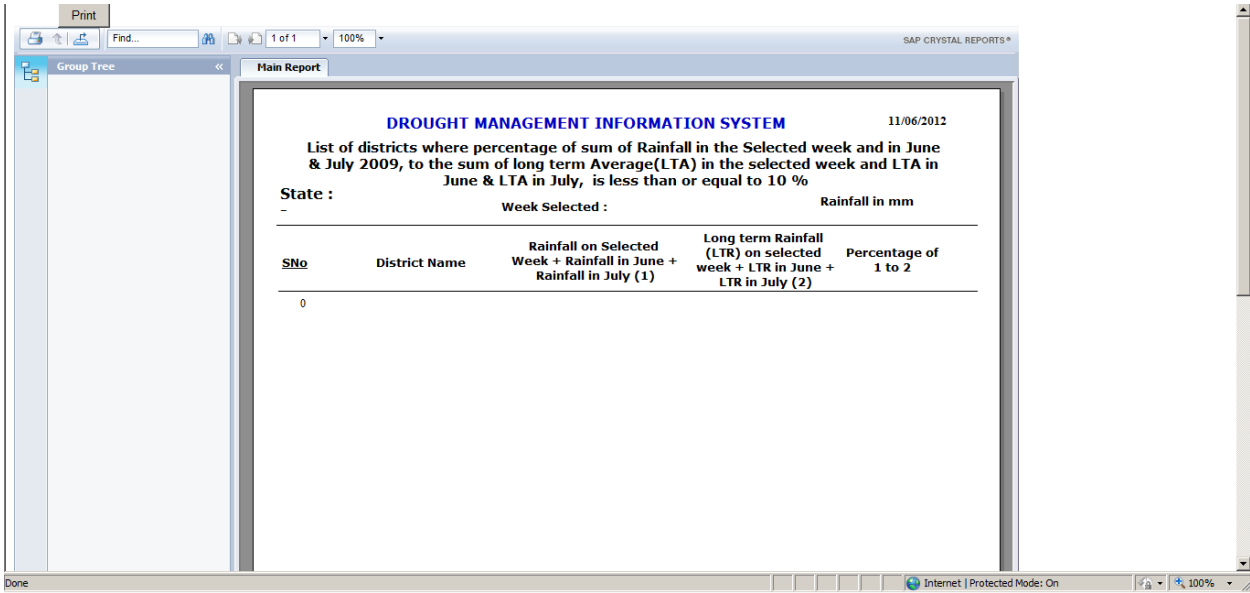 Print
Find...
1 of 1
100%
SAP CRYSTAL REPORTS®
Group Tree
«
Main Report
DROUGHT MANAGEMENT INFORMATION SYSTEM
11/06/2012
List of districts where percentage of sum of Rainfall in the Selected week and in June
& July 2009, to the sum of long term Average(LTA) in the selected week and LTA in
June & LTA in July, is less than or equal to 10 %
State :
–
Week Selected :
Rainfall in mm
SNo
District Name
Rainfall on Selected
Week + Rainfall in June +
Rainfall in July (1)
Long term Rainfall
(LTR) on selected
week + LTR in June +
LTR in July (2)
Percentage of
1 to 2
0
Done
Internet | Protected Mode: On
100%